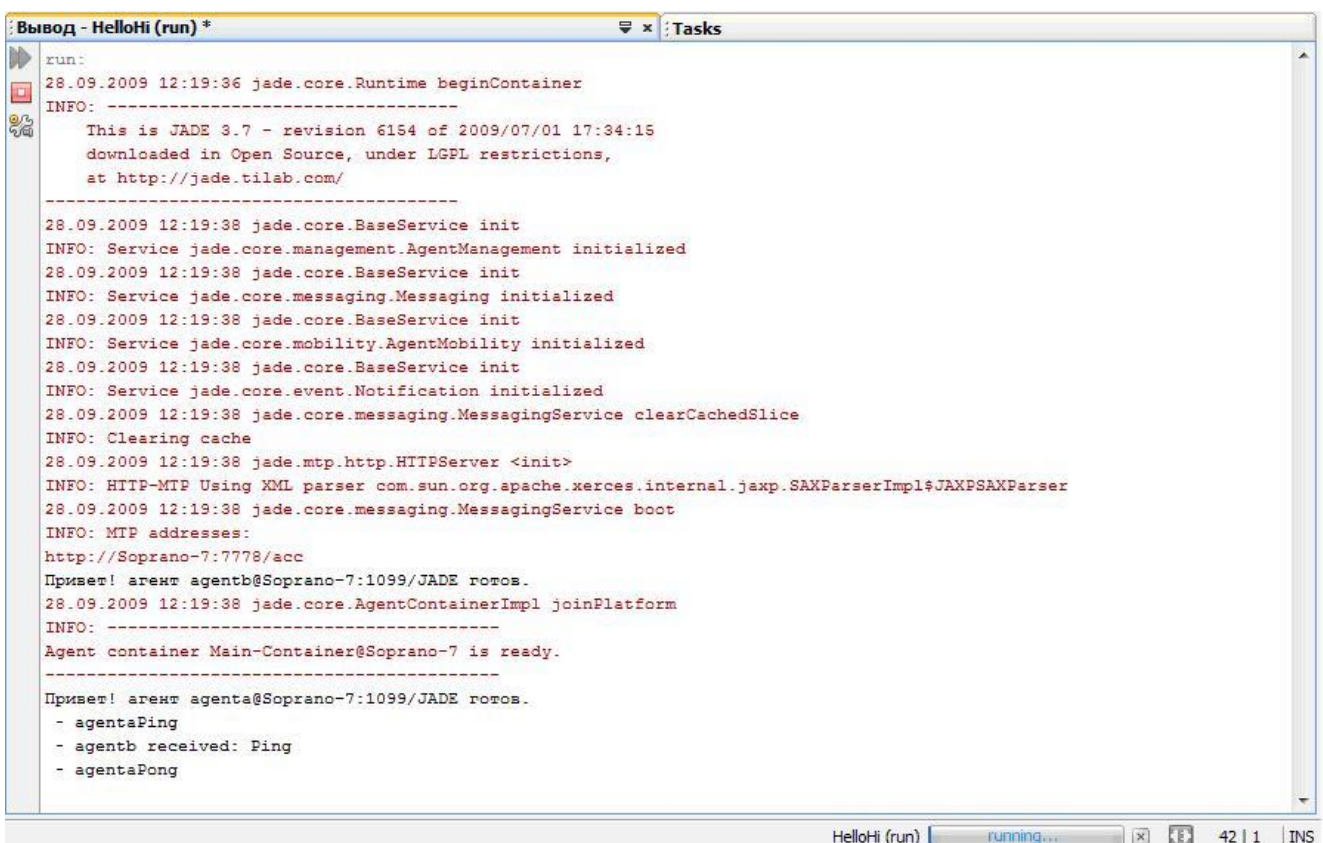 Вывод - HelloHi (run) *
Tasks
run:
28.09.2009 12:19:36 jade.core.Runtime beginContainer
INFO: ----------------------------------
This is JADE 3.7 - revision 6154 of 2009/07/01 17:34:15
downloaded in Open Source, under LGPL restrictions,
at http://jade.tilab.com/
----------------------------------------
28.09.2009 12:19:38 jade.core.BaseService init
INFO: Service jade.core.management.AgentManagement initialized
28.09.2009 12:19:38 jade.core.BaseService init
INFO: Service jade.core.messaging.Messaging initialized
28.09.2009 12:19:38 jade.core.BaseService init
INFO: Service jade.core.mobility.AgentMobility initialized
28.09.2009 12:19:38 jade.core.BaseService init
INFO: Service jade.core.event.Notification initialized
28.09.2009 12:19:38 jade.core.messaging.MessagingService clearCachedSlice
INFO: Clearing cache
28.09.2009 12:19:38 jade.mtp.http.HTTPServer <init>
INFO: HTTP-MTP Using XML parser com.sun.org.apache.xerces.internal.jaxp.SAXParserImpl$JAXPSAXParser
28.09.2009 12:19:38 jade.core.messaging.MessagingService boot
INFO: MTP addresses:
http://Soprano-7:7778/acc
Привет! агент agentb@Soprano-7:1099/JADE готов.
28.09.2009 12:19:38 jade.core.AgentContainerImpl joinPlatform
INFO: --------------------------------------
Agent container Main-Container@Soprano-7 is ready.
--------------------------------------------
Привет! агент agenta@Soprano-7:1099/JADE готов.
- agentaPing
- agentb received: Ping
- agentaPong
HelloHi (run) running... 42 | 1 INS